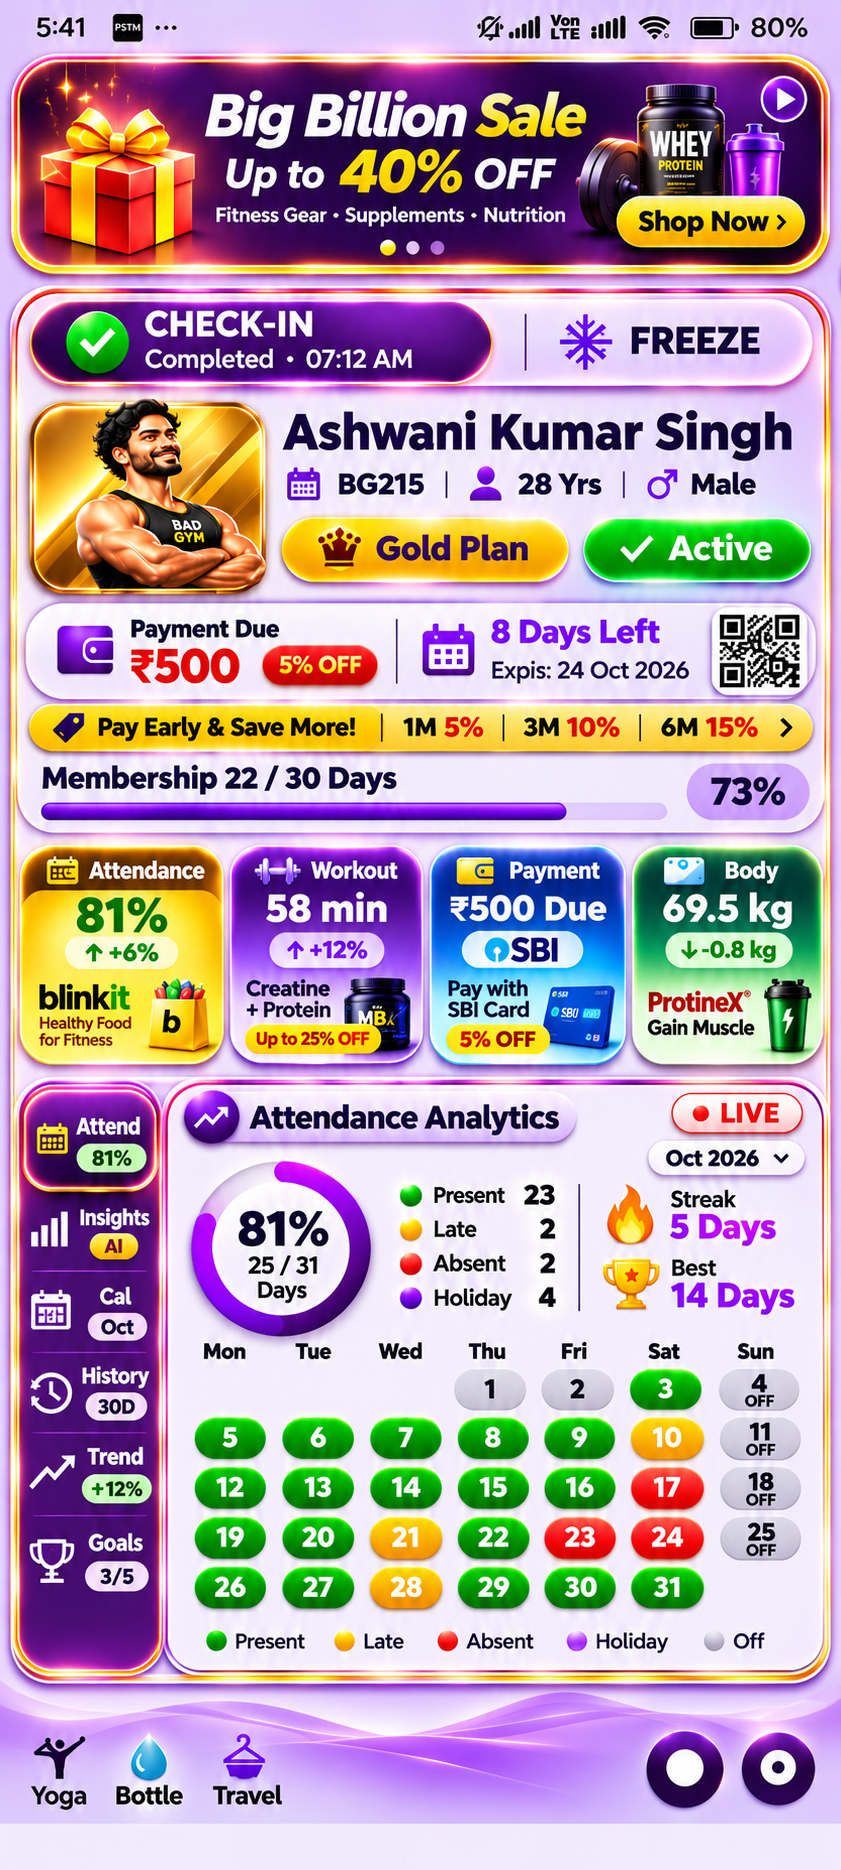 5:41 PSTM ... Von LTE 80%
Big Billion Sale
Up to 40% OFF
Fitness Gear • Supplements • Nutrition
WHEY
PROTEIN
Shop Now >
CHECK-IN
Completed • 07:12 AM
FREEZE
BAD
GYM
Ashwani Kumar Singh
BG215 | 28 Yrs | Male
Gold Plan
Active
Payment Due
₹500 5% OFF
8 Days Left
Expis: 24 Oct 2026
Pay Early & Save More! | 1M 5% | 3M 10% | 6M 15% >
Membership 22 / 30 Days
73%
Attendance
81%
↑ +6%
blinkit
Healthy Food
for Fitness
b
Workout
58 min
↑ +12%
Creatine
+ Protein
Up to 25% OFF
Payment
₹500 Due
SBI
Pay with
SBI Card
5% OFF
Body
69.5 kg
↓ -0.8 kg
ProtineX®
Gain Muscle
Attend
81%
Insights
AI
Cal
Oct
History
30D
Trend
+12%
Goals
3/5
Attendance Analytics
LIVE
Oct 2026
81%
25 / 31
Days
Present 23
Late 2
Absent 2
Holiday 4
Streak
5 Days
Best
14 Days
Mon Tue Wed Thu Fri Sat Sun
1 2 3 4 OFF
5 6 7 8 9 10 11 OFF
12 13 14 15 16 17 18 OFF
19 20 21 22 23 24 25 OFF
26 27 28 29 30 31
Present Late Absent Holiday Off
Yoga Bottle Travel